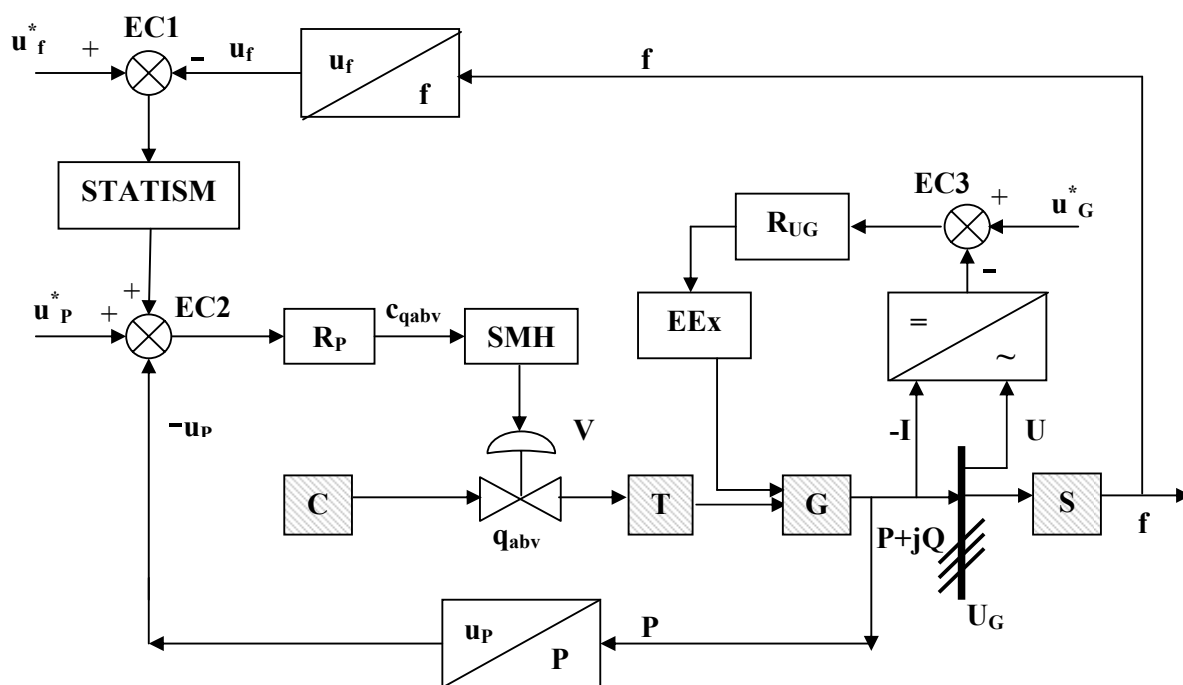 EC1
u*f
+
−
uf
uf
f
f
STATISM
EC3
+
u*G
RUG
−
+
u*P
+
EC2
RP
cqabv
SMH
EEx
=
~
−uP
V
-I
U
C
qabv
T
G
P+jQ
S
f
UG
uP
P
P